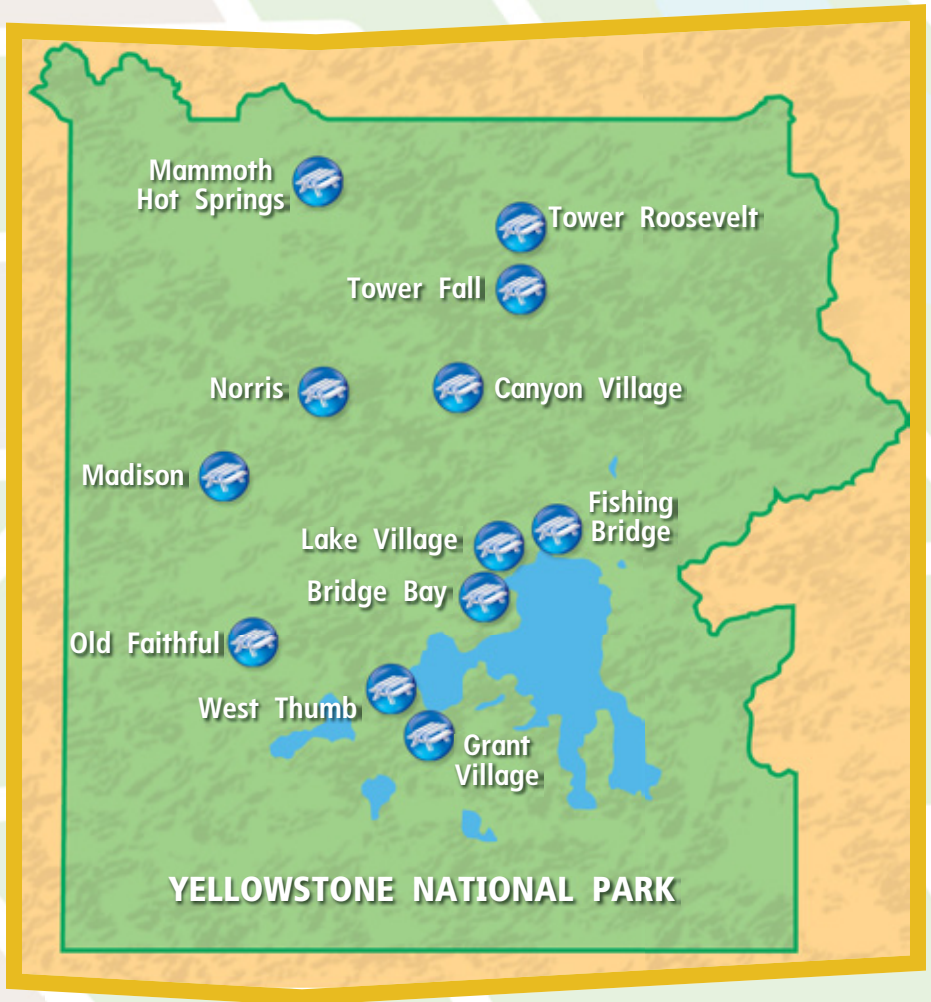 Mammoth
Hot Springs
Tower Roosevelt
Tower Fall
Norris
Canyon Village
Madison
Fishing
Bridge
Lake Village
Bridge Bay
Old Faithful
West Thumb
Grant
Village
YELLOWSTONE NATIONAL PARK